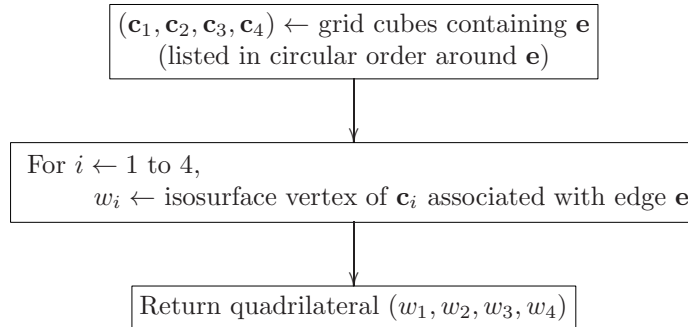 (c₁, c₂, c₃, c₄) ← grid cubes containing e
(listed in circular order around e)
For i ← 1 to 4,
wᵢ ← isosurface vertex of cᵢ associated with edge e
Return quadrilateral (w₁, w₂, w₃, w₄)